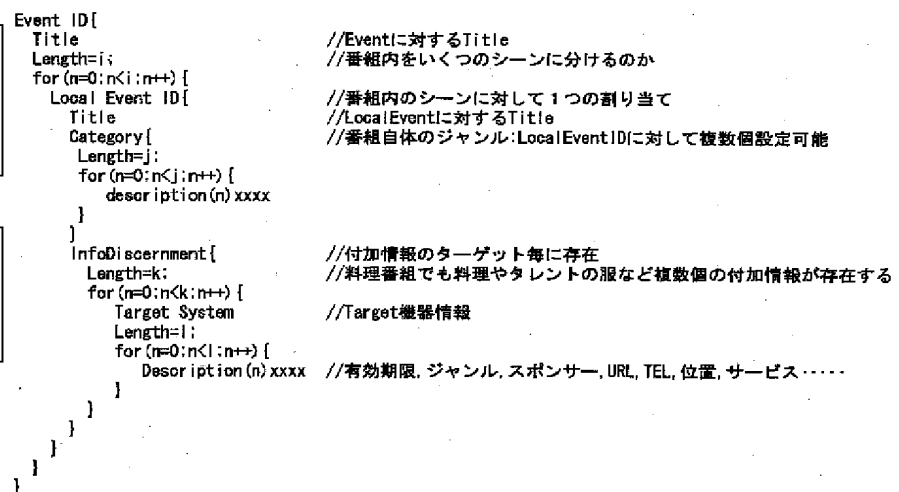 Event ID{
Title //Eventに対するTitle
Length=i; //番組内をいくつのシーンに分けるのか
for(n=0;n<i;n++){
Local Event ID{ //番組内のシーンに対して1つの割り当て
Title //LocalEventに対するTitle
Category{ //番組自体のジャンル:LocalEventIDに対して複数個設定可能
Length=j;
for(n=0;n<j;n++){
description(n)xxxx
}
}
InfoDiscernment{ //付加情報のターゲット毎に存在
Length=k; //料理番組でも料理やタレントの服など複数個の付加情報が存在する
for(n=0;n<k;n++){
Target System //Target機器情報
Length=l;
for(n=0;n<l;n++){
Description(n)xxxx //有効期限,ジャンル,スポンサー,URL,TEL,位置,サービス・・・・・
}
}
}
}
}
}